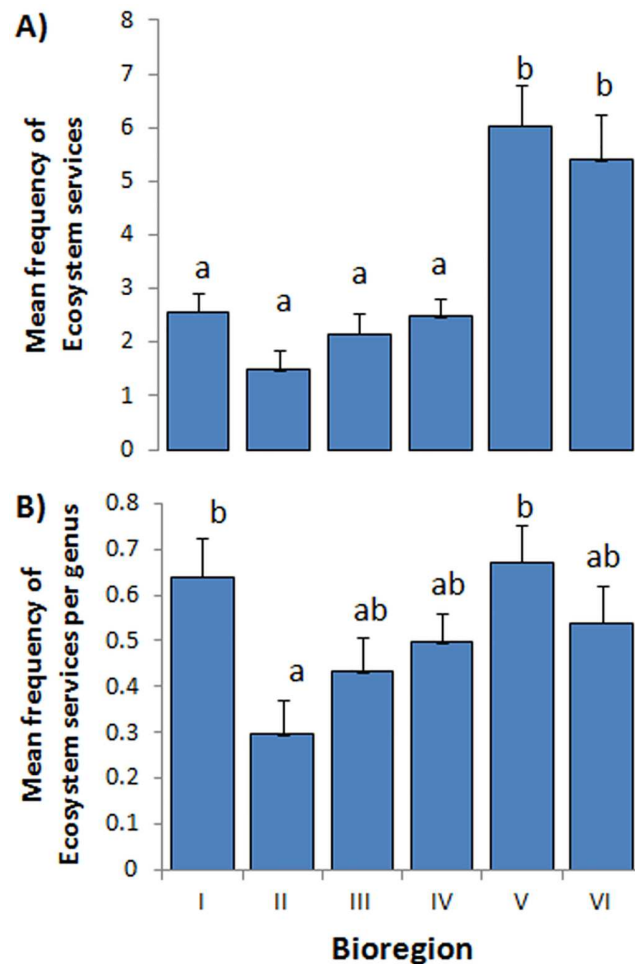 A)
Mean frequency of
Ecosystem services
8
7
6
5
4
3
2
1
0
a
a
a
a
b
b
B)
Mean frequency of
Ecosystem services per genus
0.8
0.7
0.6
0.5
0.4
0.3
0.2
0.1
0
b
a
ab
ab
b
ab
I
II
III
IV
V
VI
Bioregion